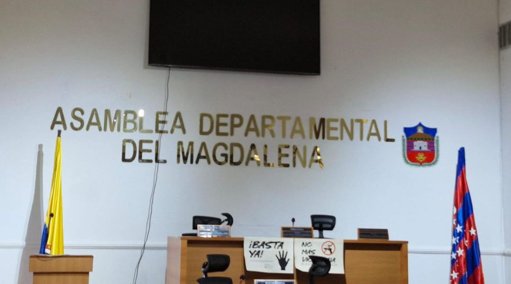 ASAMBLEA DEPARTAMENTAL
DEL MAGDALENA
¡BASTA
YA!
NO
MAS